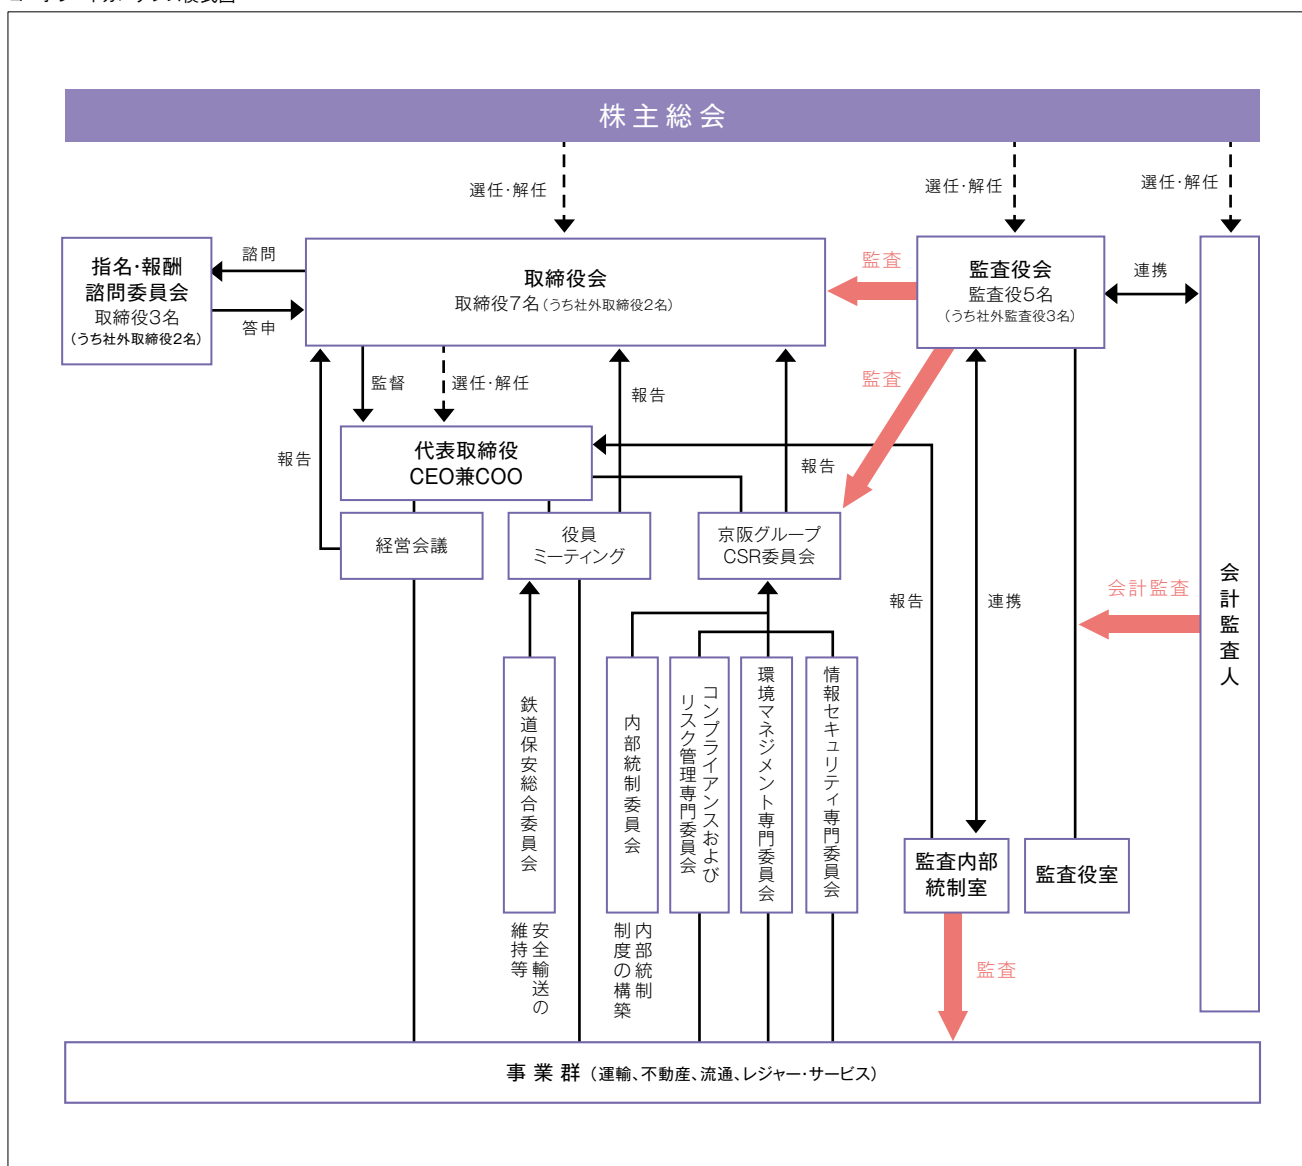 株主総会
選任・解任
選任・解任
選任・解任
指名・報酬
諮問委員会
取締役3名
(うち社外取締役2名)
諮問
答申
取締役会
取締役7名(うち社外取締役2名)
監査
監査役会
監査役5名
(うち社外監査役3名)
連携
監督
選任・解任
報告
監査
報告
代表取締役
CEO兼COO
報告
経営会議
役員
ミーティング
京阪グループ
CSR委員会
報告
連携
会計監査
会計監査人
鉄道保安総合委員会
内部統制委員会
コンプライアンスおよび
リスク管理専門委員会
環境マネジメント専門委員会
情報セキュリティ専門委員会
監査内部
統制室
監査役室
安全輸送の
維持等
内部統制
制度の構築
監査
事業群(運輸、不動産、流通、レジャー・サービス)